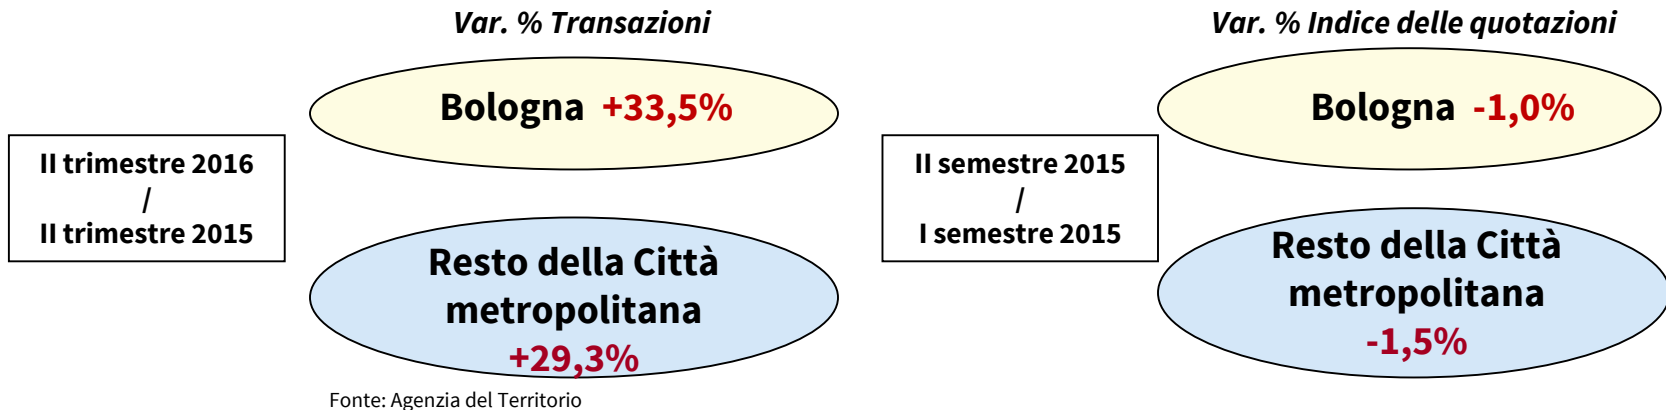 Var. % Transazioni
Bologna +33,5%
II trimestre 2016
/
II trimestre 2015
Resto della Città
metropolitana
+29,3%
Fonte: Agenzia del Territorio
Var. % Indice delle quotazioni
Bologna -1,0%
II semestre 2015
/
I semestre 2015
Resto della Città
metropolitana
-1,5%